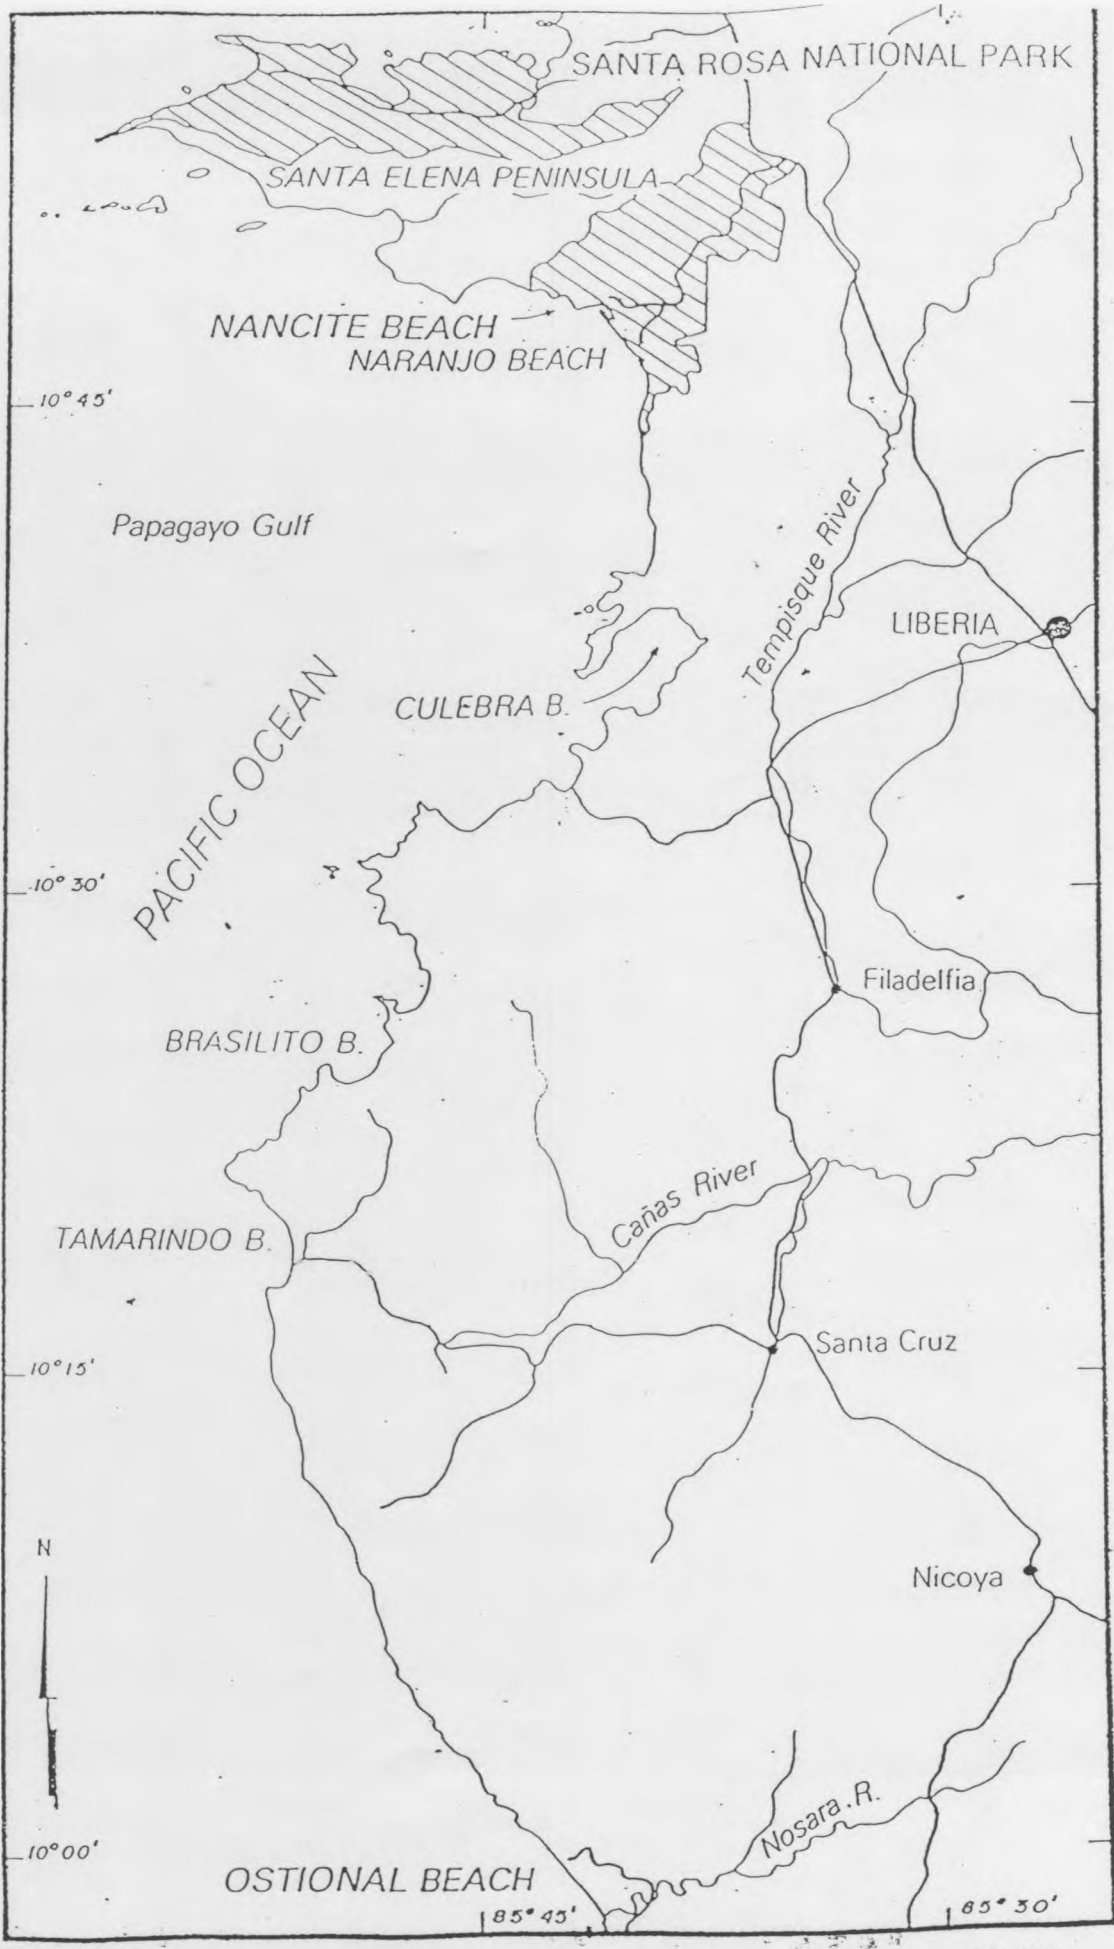 SANTA ROSA NATIONAL PARK
SANTA ELENA PENINSULA
NANCITE BEACH
NARANJO BEACH
10°45'
Papagayo Gulf
Tempisque River
LIBERIA
CULEBRA B.
PACIFIC OCEAN
10°30'
Filadelfia
BRASILITO B.
Cañas River
TAMARINDO B.
Santa Cruz
10°15'
N
Nicoya
Nosara.R.
10°00'
OSTIONAL BEACH
85°45'
85°30'